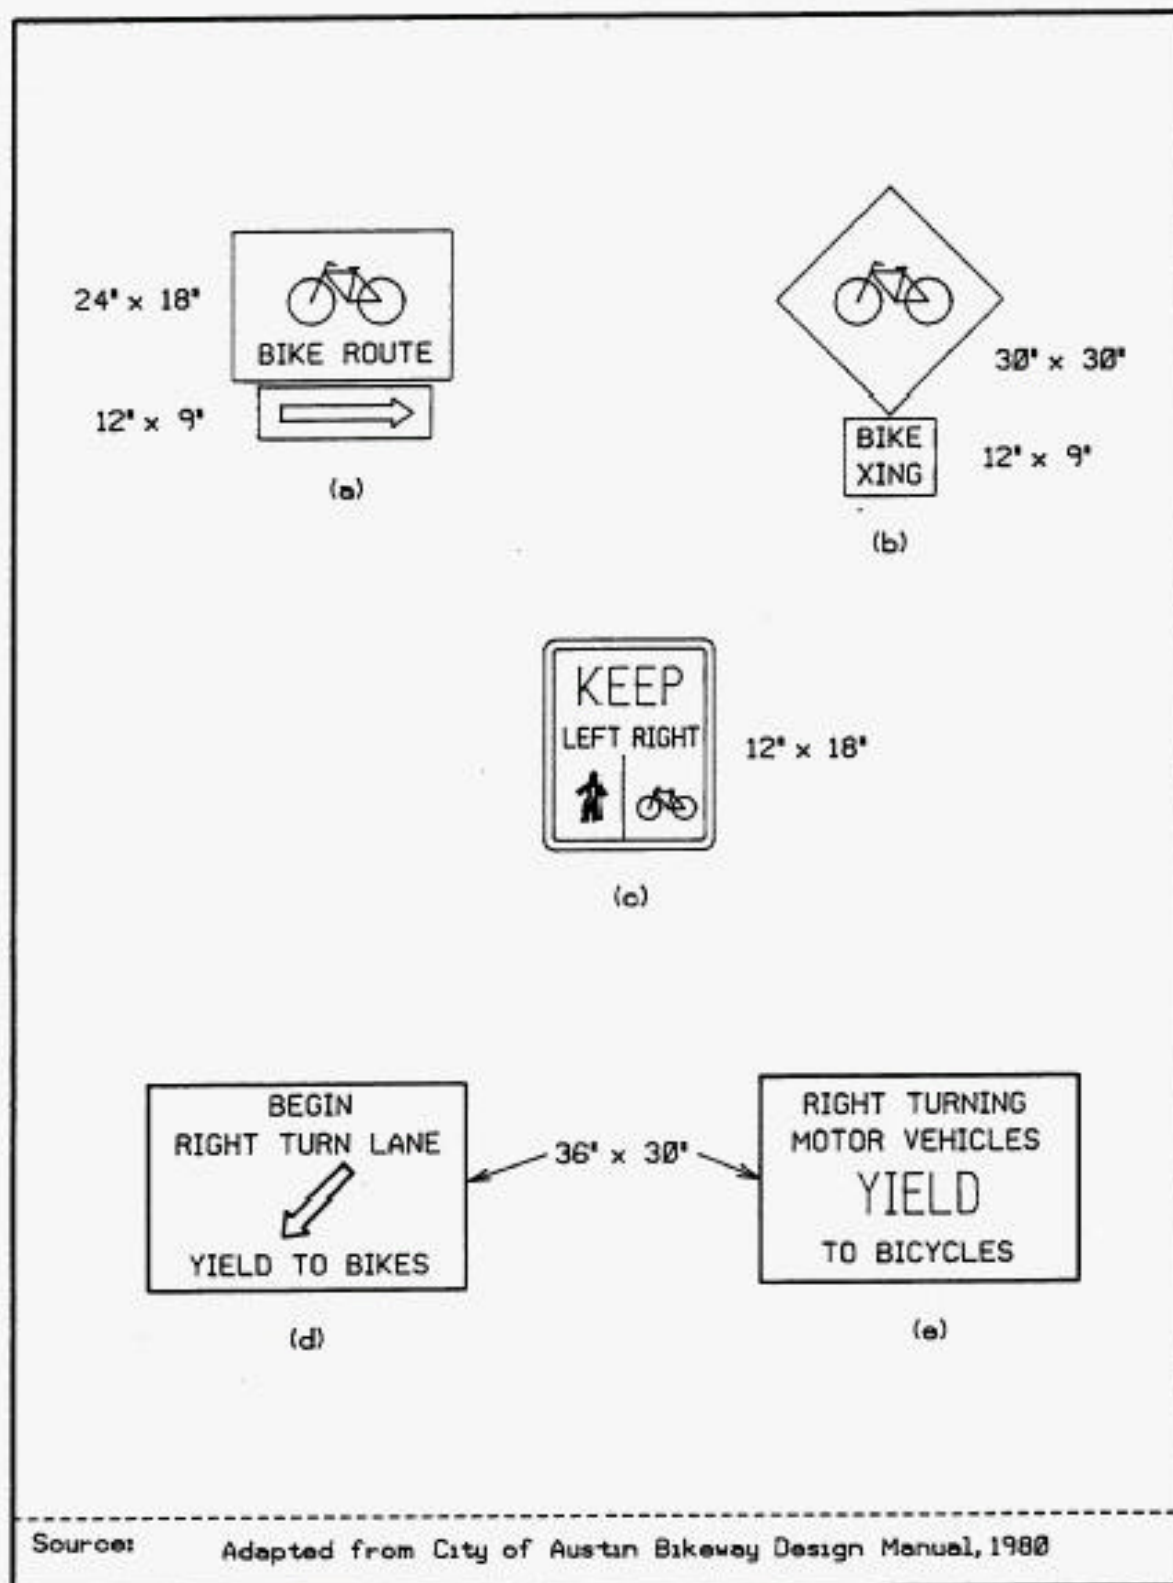 24" x 18"
BIKE ROUTE
12" x 9"
(a)
30" x 30"
BIKE
XING
12" x 9"
(b)
KEEP
LEFT RIGHT
12" x 18"
(c)
BEGIN
RIGHT TURN LANE
YIELD TO BIKES
(d)
36" x 30"
RIGHT TURNING
MOTOR VEHICLES
YIELD
TO BICYCLES
(e)
Source: Adapted from City of Austin Bikeway Design Manual, 1980